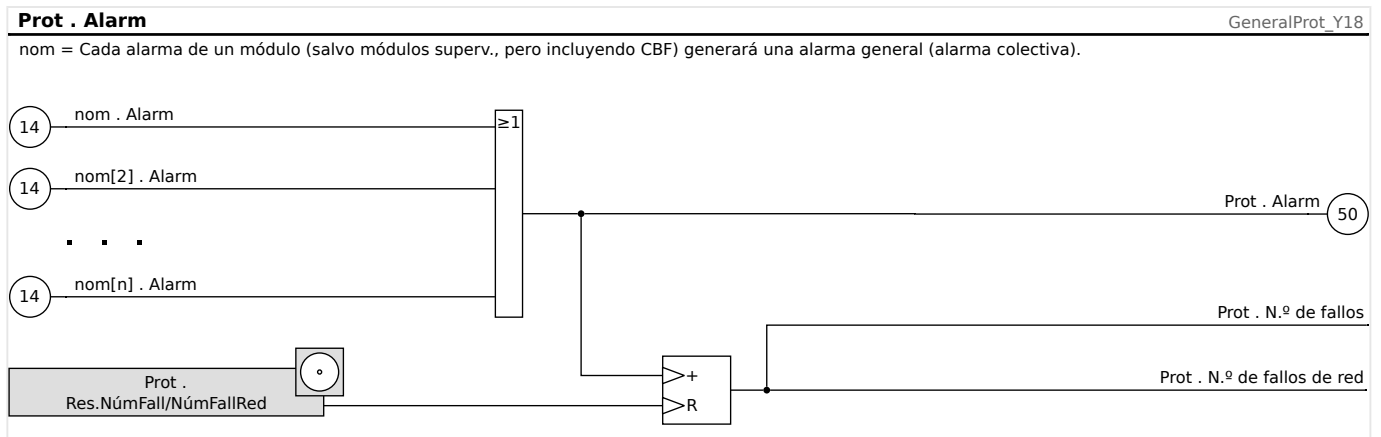 Prot . Alarm
GeneralProt_Y18
nom = Cada alarma de un módulo (salvo módulos superv., pero incluyendo CBF) generará una alarma general (alarma colectiva).
14
nom . Alarm
≥1
14
nom[2] . Alarm
Prot . Alarm
50
14
nom[n] . Alarm
Prot . N.º de fallos
Prot .
Res.NúmFall/NúmFallRed
+
R
Prot . N.º de fallos de red